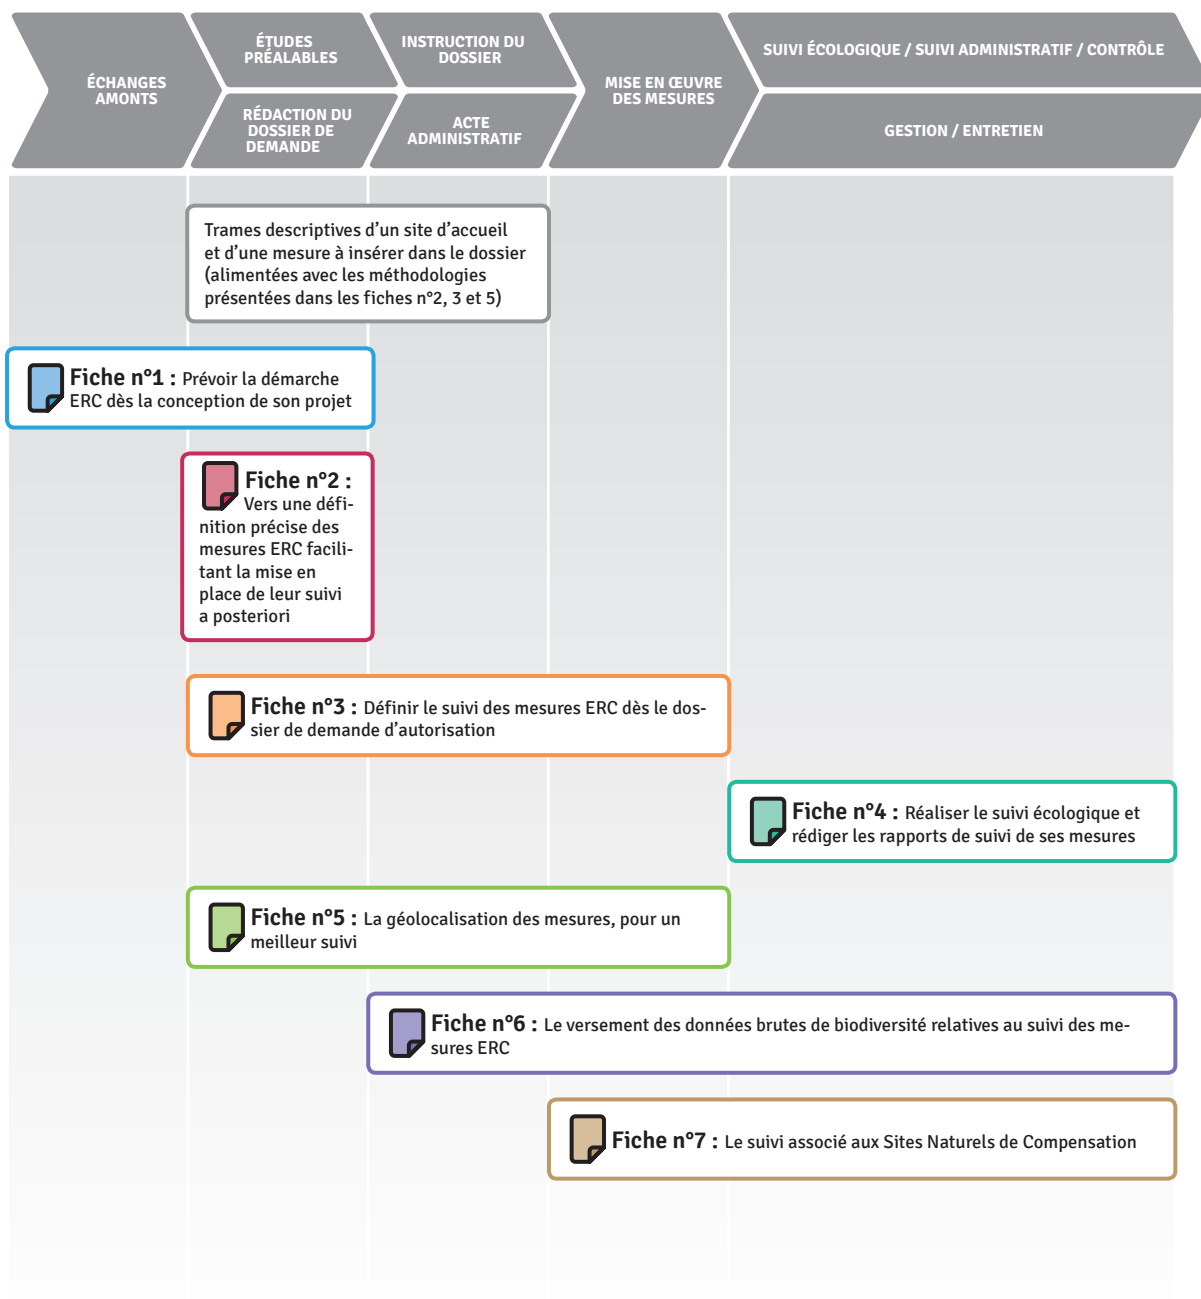 ÉCHANGES
AMONTS
ÉTUDES
PRÉALABLES
RÉDACTION DU
DOSSIER DE
DEMANDE
INSTRUCTION DU
DOSSIER
ACTE
ADMINISTRATIF
MISE EN ŒUVRE
DES MESURES
SUIVI ÉCOLOGIQUE / SUIVI ADMINISTRATIF / CONTRÔLE
GESTION / ENTRETIEN
Trames descriptives d’un site d’accueil
et d’une mesure à insérer dans le dossier
(alimentées avec les méthodologies
présentées dans les fiches n°2, 3 et 5)
Fiche n°1 : Prévoir la démarche
ERC dès la conception de son projet
Fiche n°2 :
Vers une défi-
nition précise des
mesures ERC facili-
tant la mise en
place de leur suivi
a posteriori
Fiche n°3 : Définir le suivi des mesures ERC dès le dos-
sier de demande d’autorisation
Fiche n°4 : Réaliser le suivi écologique et
rédiger les rapports de suivi de ses mesures
Fiche n°5 : La géolocalisation des mesures, pour un
meilleur suivi
Fiche n°6 : Le versement des données brutes de biodiversité relatives au suivi des me-
sures ERC
Fiche n°7 : Le suivi associé aux Sites Naturels de Compensation